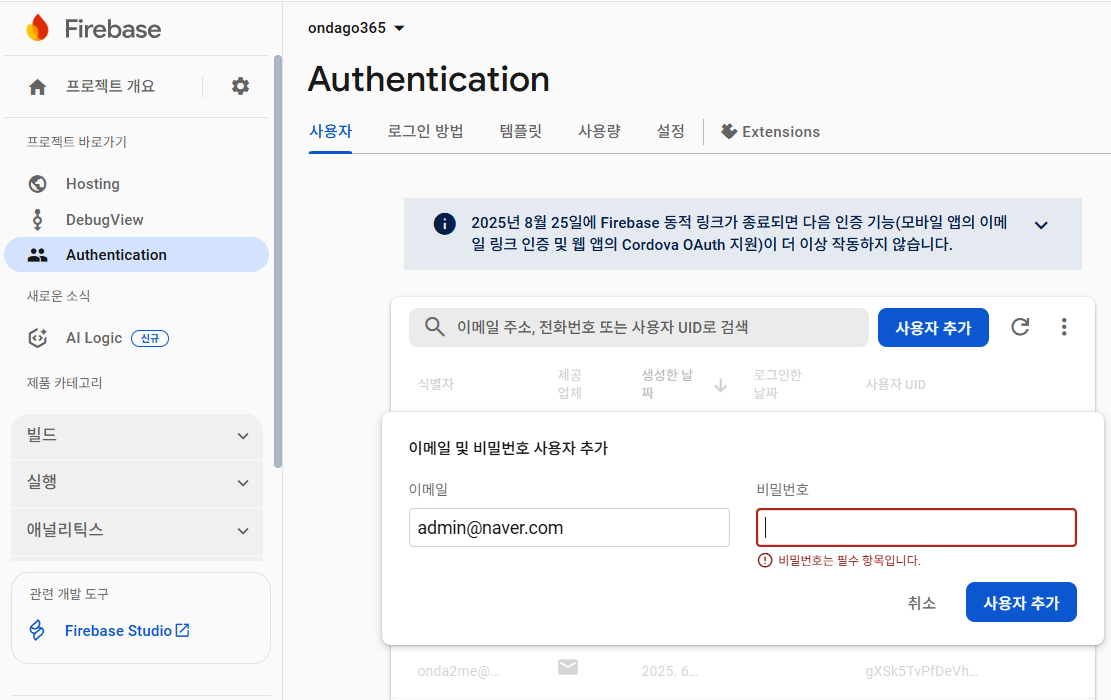 Firebase
프로젝트 개요
프로젝트 바로가기
Hosting
DebugView
Authentication
새로운 소식
AI Logic 신규
제품 카테고리
빌드
실행
애널리틱스
관련 개발 도구
Firebase Studio
ondago365
Authentication
사용자 로그인 방법 템플릿 사용량 설정 Extensions
2025년 8월 25일에 Firebase 동적 링크가 종료되면 다음 인증 기능(모바일 앱의 이메
일 링크 인증 및 웹 앱의 Cordova OAuth 지원)이 더 이상 작동하지 않습니다.
이메일 주소, 전화번호 또는 사용자 UID로 검색 사용자 추가
식별자
제공
업체
생성한 날
짜
로그인한
날짜
사용자 UID
이메일 및 비밀번호 사용자 추가
이메일
admin@naver.com
비밀번호
비밀번호는 필수 항목입니다.
취소 사용자 추가
onda2me@... 2025. 6... gXSk5TvPfDeVh...